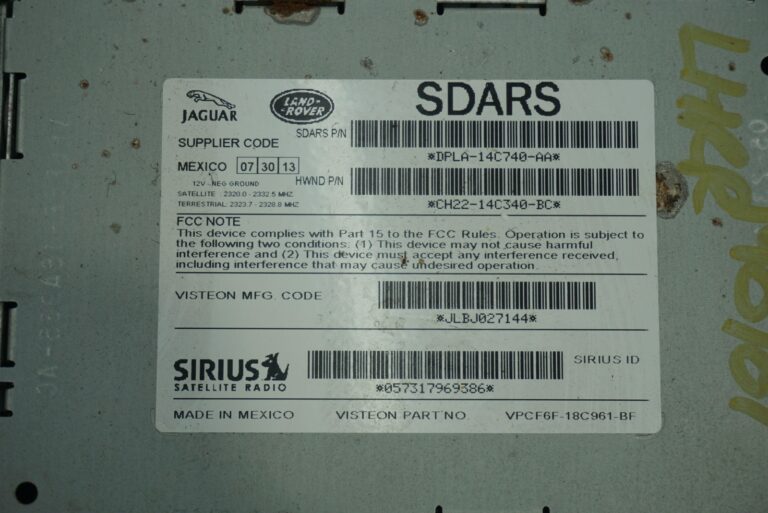 JAGUAR
LAND-
ROVER
SDARS
SUPPLIER CODE
SDARS P/N
*DPLA-14C740-AA*
MEXICO 07 30 13
12V - NEG GROUND
HWND P/N
SATELLITE : 2320.0 - 2332.5 MHZ
TERRESTRIAL: 2323.7 - 2328.8 MHZ
*CH22-14C340-BC*
FCC NOTE
This device complies with Part 15 to the FCC Rules. Operation is subject to
the following two conditions: (1) This device may not cause harmful
interference and (2) This device must accept any interference received,
including interference that may cause undesired operation.
VISTEON MFG. CODE
*JLBJ027144*
SIRIUS
SATELLITE RADIO
SIRIUS ID
*057317969386*
MADE IN MEXICO VISTEON PART NO. VPCF6F-18C961-BF